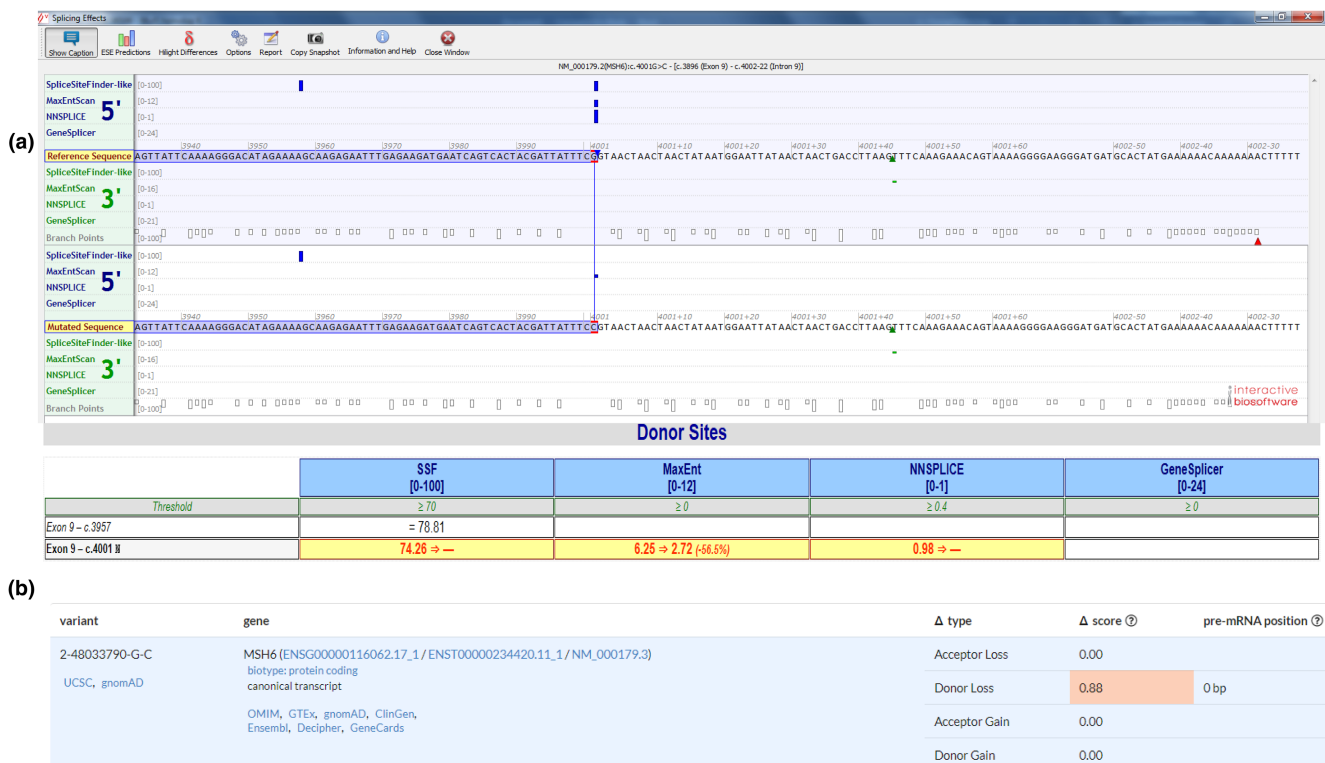 Splicing Effects
Show Caption ESE Predictions Hilight Differences Options Report Copy Snapshot Information and Help Close Window
NM_000179.2(MSH6):c.4001G>C - [c.3896 (Exon 9) - c.4002-22 (Intron 9)]
(a)
SpliceSiteFinder-like [0-100]
MaxEntScan [0-12]
5'
NNSPLICE [0-1]
GeneSplicer [0-24]
3940 3950 3960 3970 3980 3990 4001 4001+10 4001+20 4001+30 4001+40 4001+50 4001+60 4002-50 4002-40 4002-30
Reference Sequence AGTTATTCAAAAGGGACATAGAAAAGCAAGAGAATTTGAGAAGATGAATCAGTCACTACGATTATTTCGGTAACTAACTAACTATAATGGAATTATAACTAACTGACCTTAAGTTTCAAAGAAACAGTAAAAGGGGAAGGGATGATGCACTATGAAAAAACAAAAAAACTTTTT
SpliceSiteFinder-like [0-100]
MaxEntScan [0-16]
3'
NNSPLICE [0-1]
GeneSplicer [0-21]
Branch Points [0-100]
SpliceSiteFinder-like [0-100]
MaxEntScan [0-12]
5'
NNSPLICE [0-1]
GeneSplicer [0-24]
3940 3950 3960 3970 3980 3990 4001 4001+10 4001+20 4001+30 4001+40 4001+50 4001+60 4002-50 4002-40 4002-30
Mutated Sequence AGTTATTCAAAAGGGACATAGAAAAGCAAGAGAATTTGAGAAGATGAATCAGTCACTACGATTATTTCCGTAACTAACTAACTATAATGGAATTATAACTAACTGACCTTAAGTTTCAAAGAAACAGTAAAAGGGGAAGGGATGATGCACTATGAAAAAACAAAAAAACTTTTT
SpliceSiteFinder-like [0-100]
MaxEntScan [0-16]
3'
NNSPLICE [0-1]
GeneSplicer [0-21]
Branch Points [0-100]
interactive
biosoftware
Donor Sites
SSF [0-100] MaxEnt [0-12] NNSPLICE [0-1] GeneSplicer [0-24]
Threshold ≥ 70 ≥ 0 ≥ 0.4 ≥ 0
Exon 9 – c.3957 = 78.81
Exon 9 – c.4001 74.26 ⇒ — 6.25 ⇒ 2.72 (-56.5%) 0.98 ⇒ —
(b)
variant gene Δ type Δ score ? pre-mRNA position ?
2-48033790-G-C MSH6 (ENSG00000116062.17_1 / ENST00000234420.11_1 / NM_000179.3) Acceptor Loss 0.00
biotype: protein coding
UCSC, gnomAD canonical transcript Donor Loss 0.88 0 bp
OMIM, GTEx, gnomAD, ClinGen, Acceptor Gain 0.00
Ensembl, Decipher, GeneCards
Donor Gain 0.00